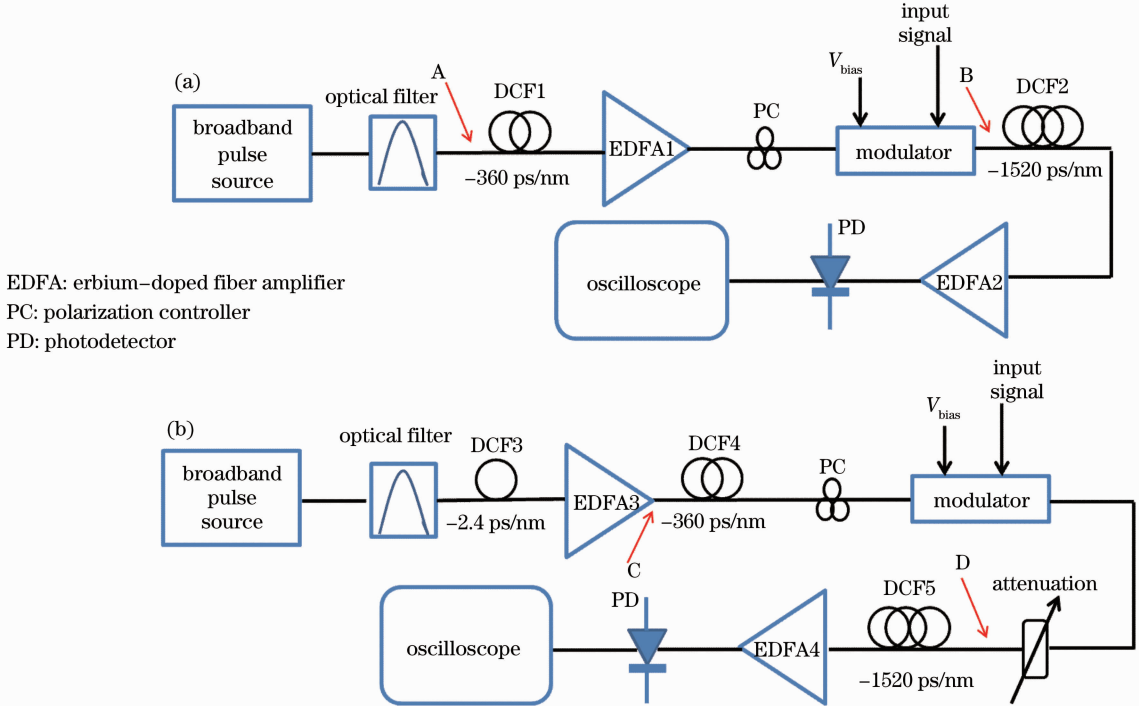 input
signal
A
V bias
B
(a)
DCF1
DCF2
optical filter
PC
broadband
pulse
source
EDFA1
modulator
−360 ps/nm
−1520 ps/nm
PD
EDFA: erbium−doped fiber amplifier
oscilloscope
EDFA2
PC: polarization controller
PD: photodetector
input
signal
V bias
(b)
optical filter
DCF3
DCF4
PC
broadband
pulse
source
EDFA3
modulator
−2.4 ps/nm
−360 ps/nm
C
D
attenuation
PD
DCF5
oscilloscope
EDFA4
−1520 ps/nm